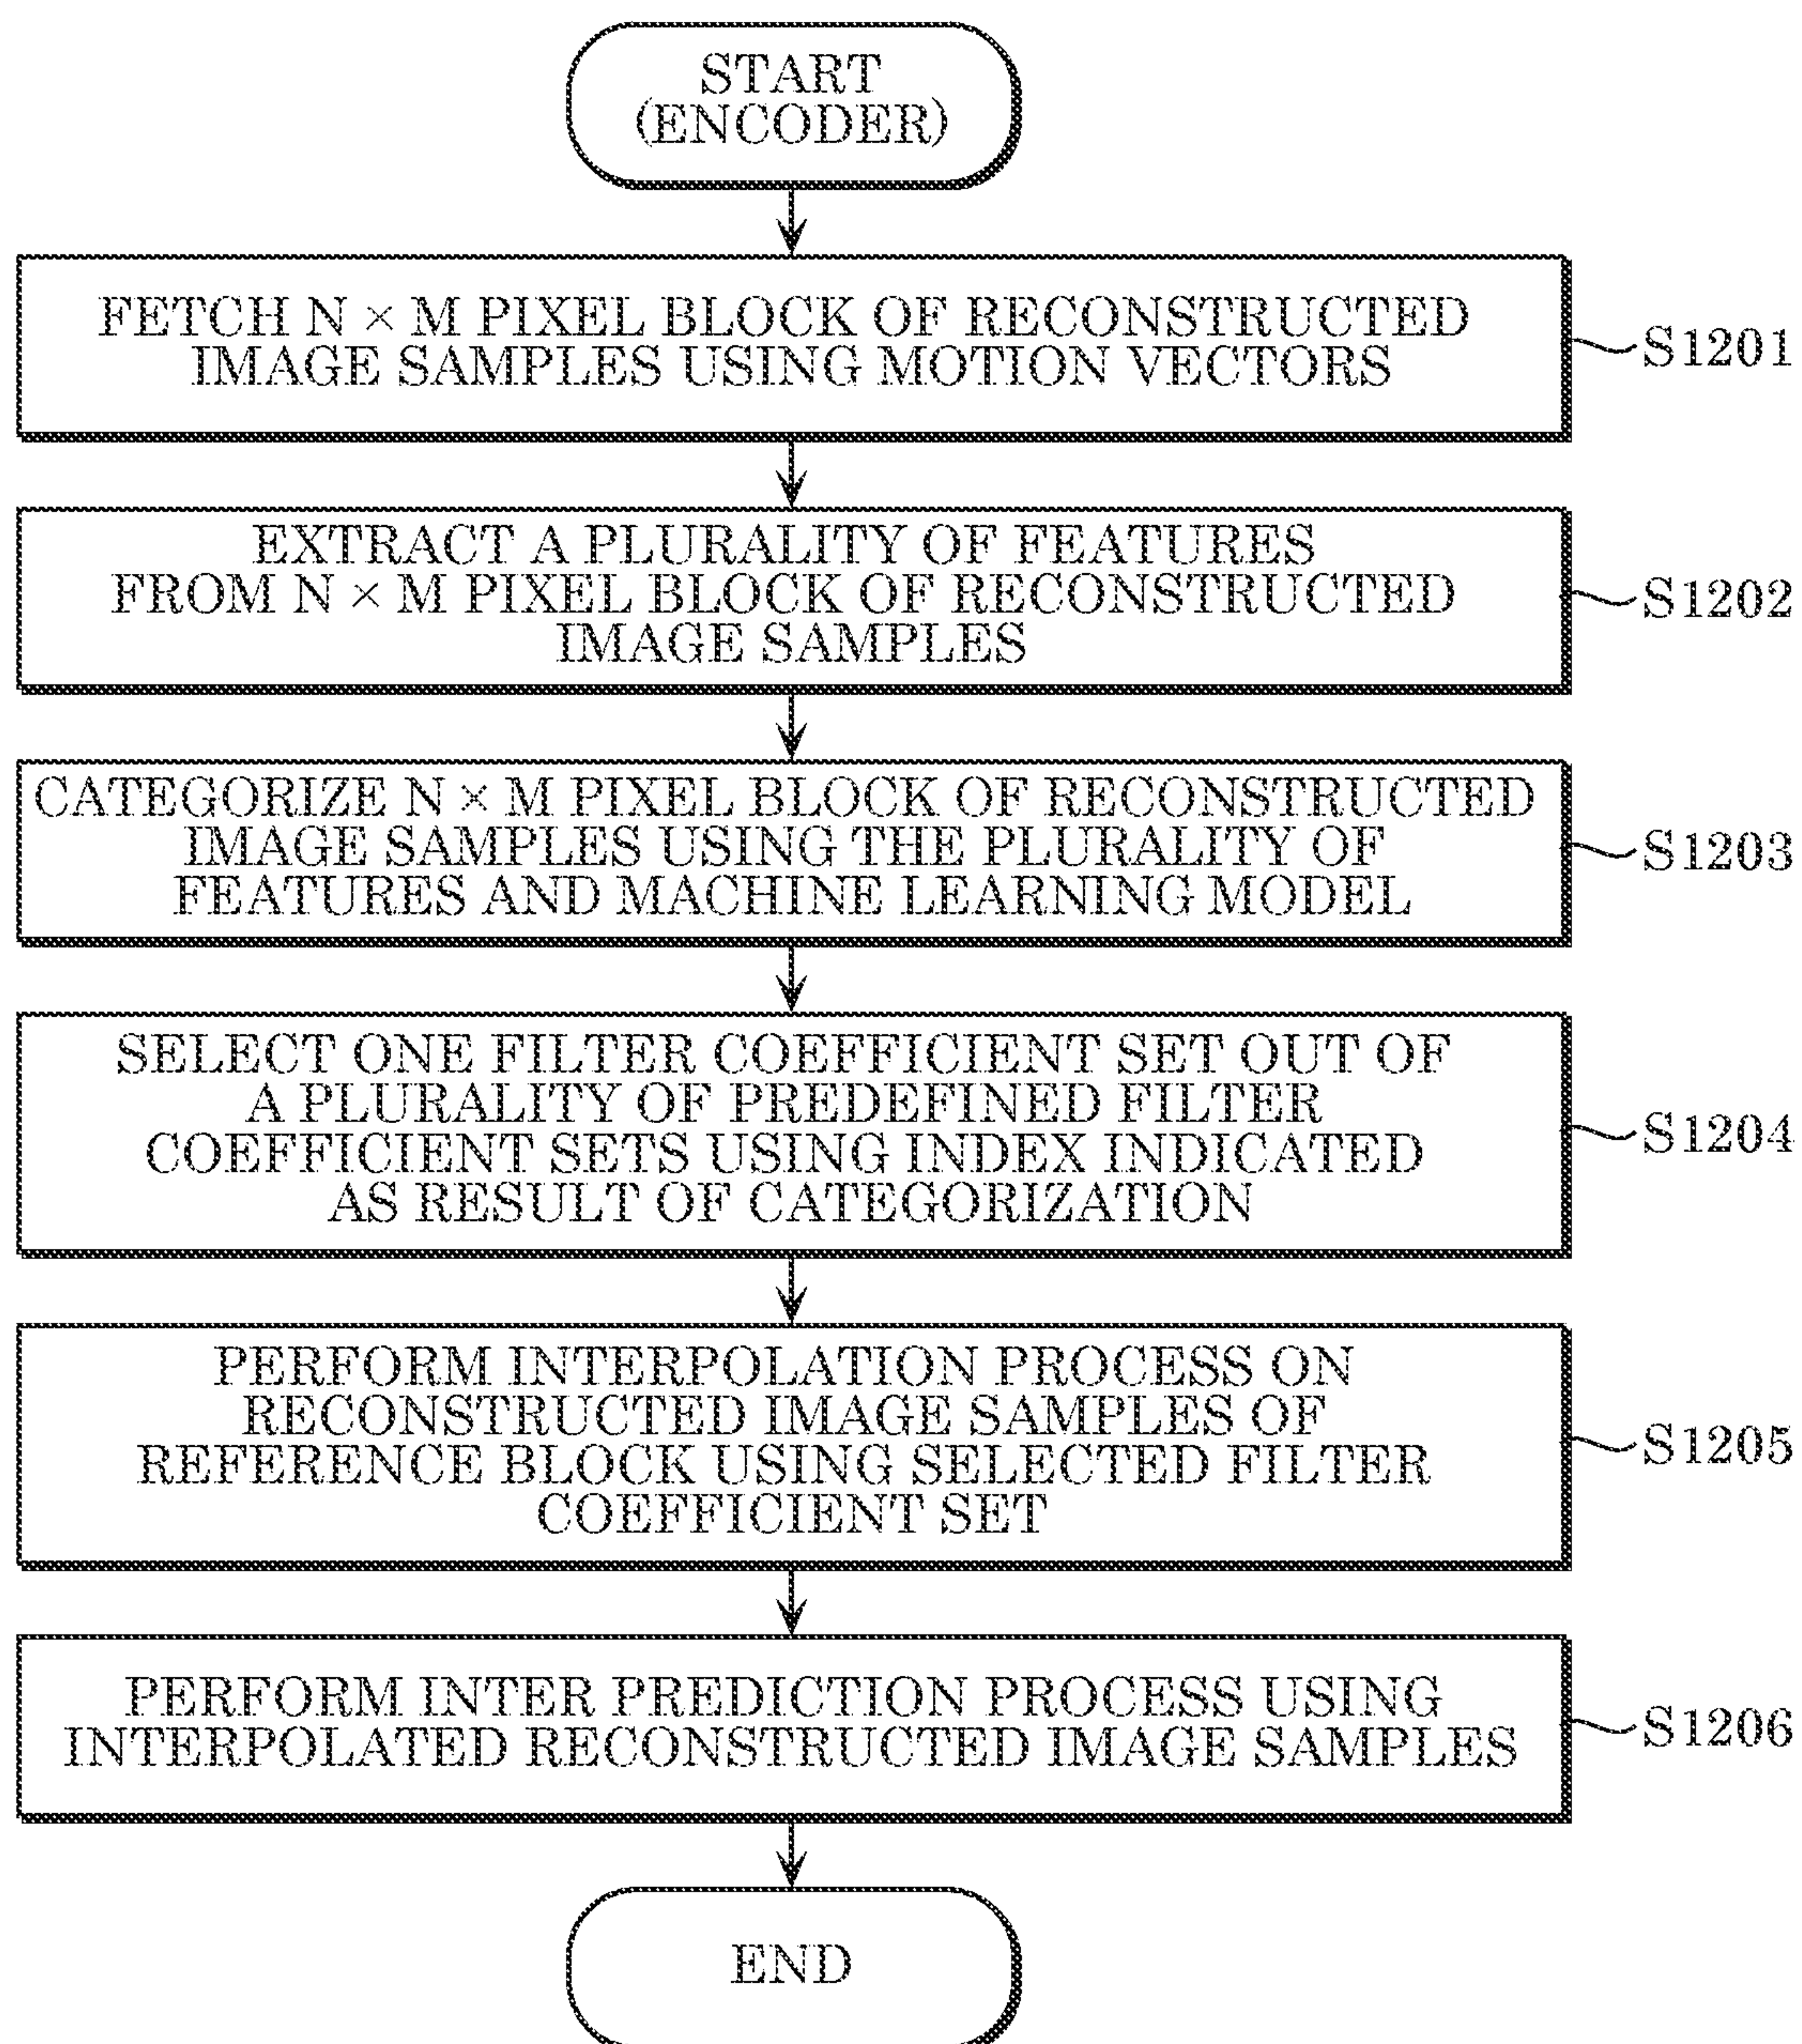 START
(ENCODER)
FETCH N × M PIXEL BLOCK OF RECONSTRUCTED
IMAGE SAMPLES USING MOTION VECTORS
S1201
EXTRACT A PLURALITY OF FEATURES
FROM N × M PIXEL BLOCK OF RECONSTRUCTED
IMAGE SAMPLES
S1202
CATEGORIZE N × M PIXEL BLOCK OF RECONSTRUCTED
IMAGE SAMPLES USING THE PLURALITY OF
FEATURES AND MACHINE LEARNING MODEL
S1203
SELECT ONE FILTER COEFFICIENT SET OUT OF
A PLURALITY OF PREDEFINED FILTER
COEFFICIENT SETS USING INDEX INDICATED
AS RESULT OF CATEGORIZATION
S1204
PERFORM INTERPOLATION PROCESS ON
RECONSTRUCTED IMAGE SAMPLES OF
REFERENCE BLOCK USING SELECTED FILTER
COEFFICIENT SET
S1205
PERFORM INTER PREDICTION PROCESS USING
INTERPOLATED RECONSTRUCTED IMAGE SAMPLES
S1206
END